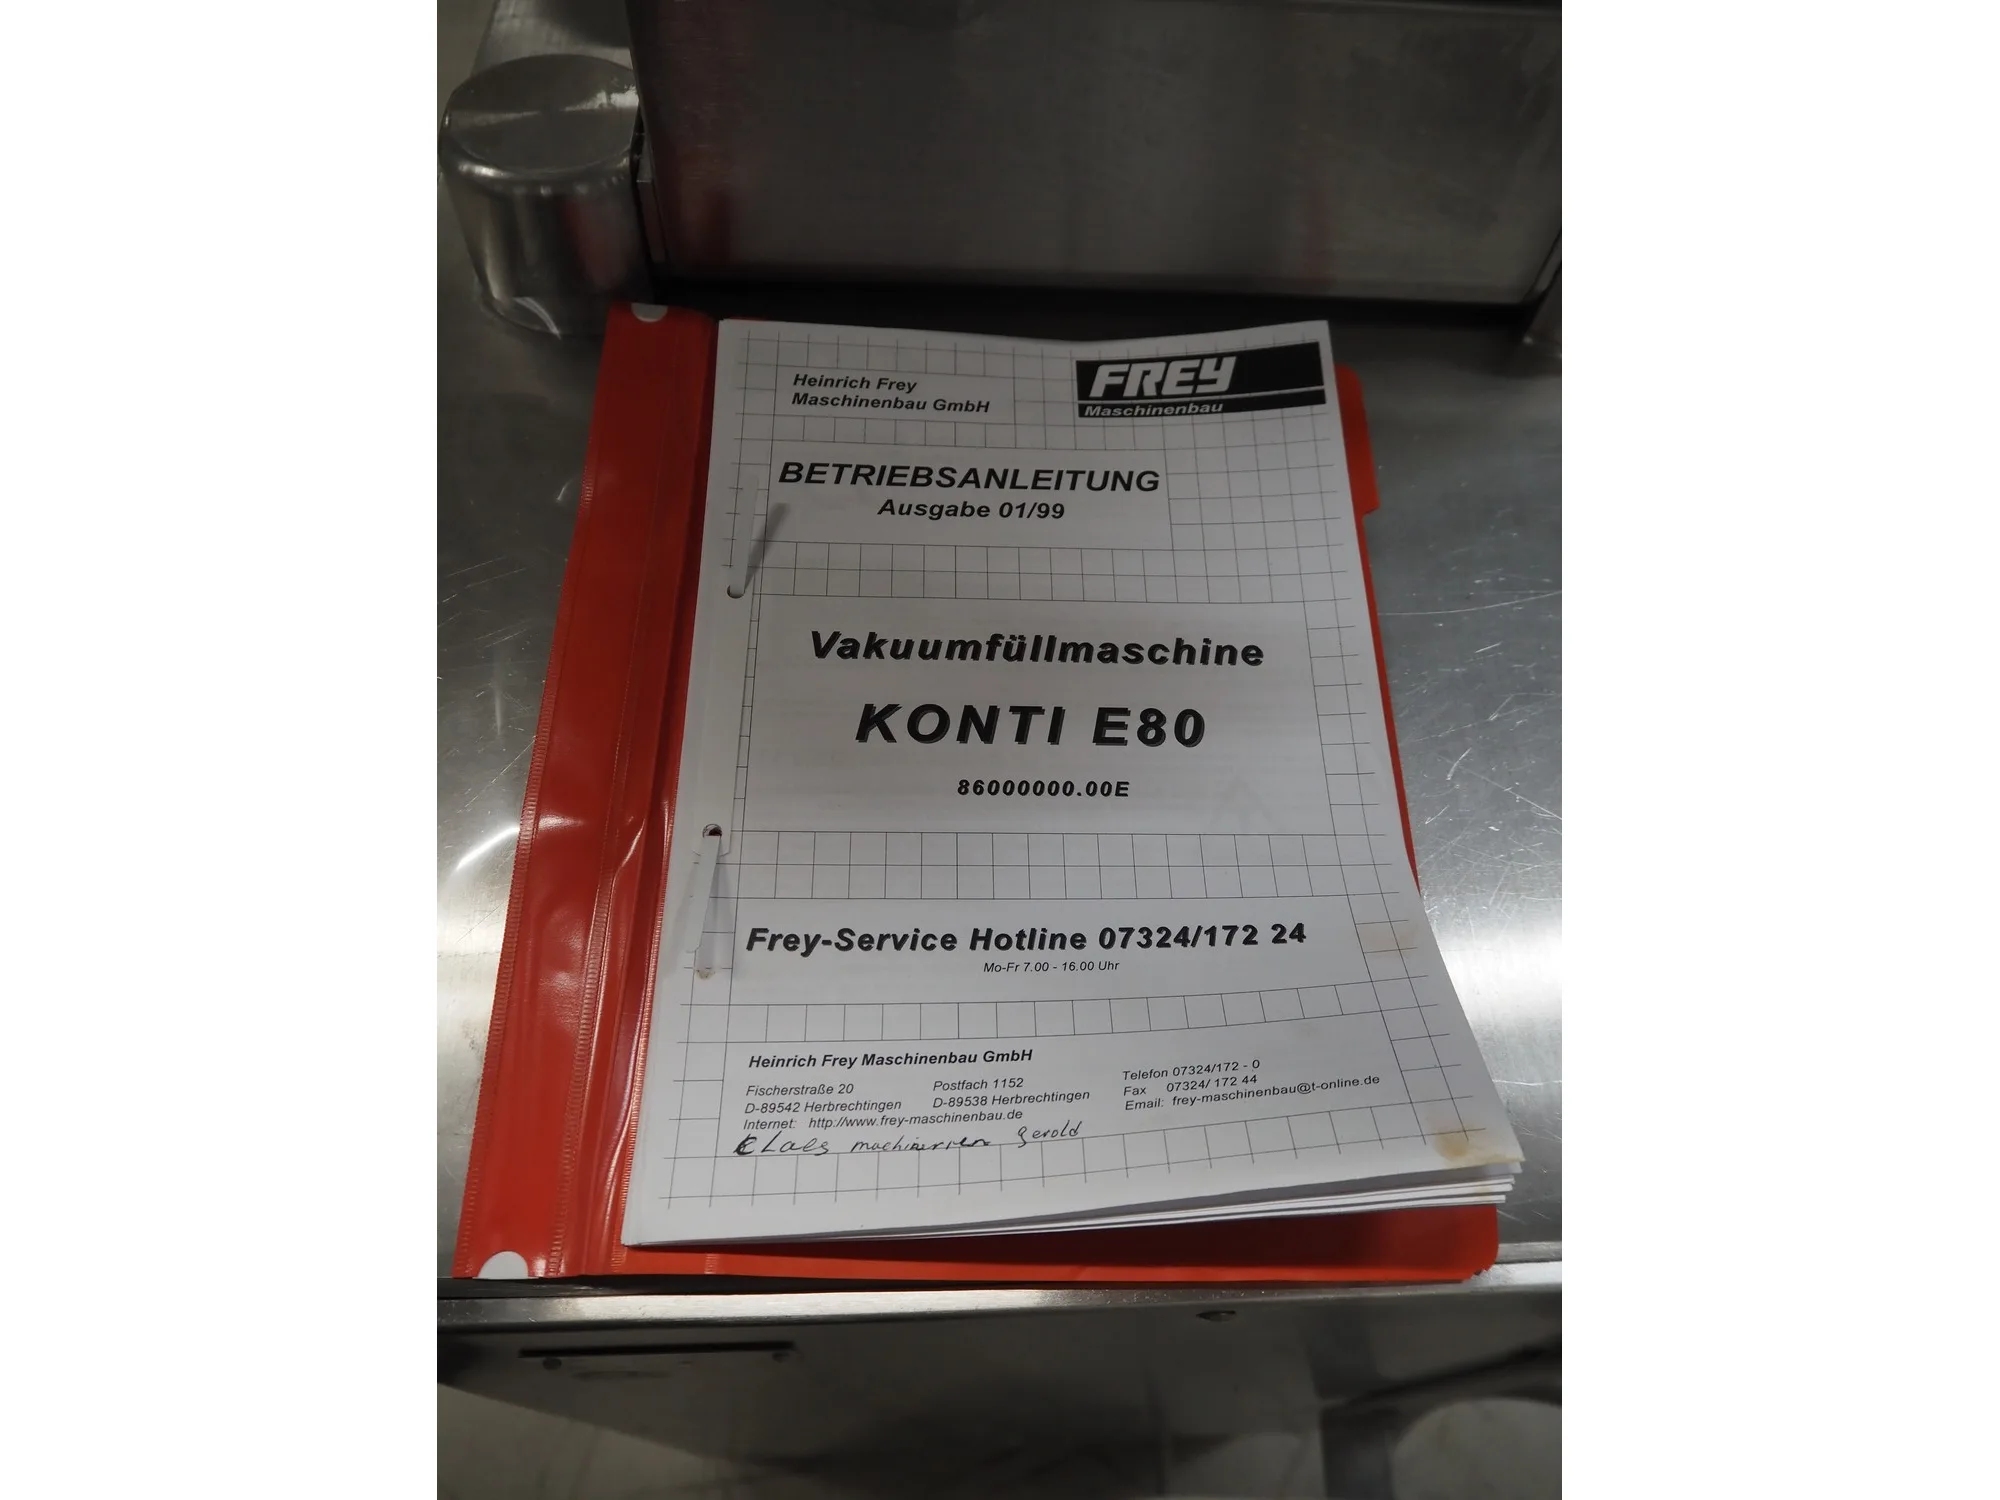 Heinrich Frey
Maschinenbau GmbH
FREY
Maschinenbau
BETRIEBSANLEITUNG
Ausgabe 01/99
Vakuumfüllmaschine
KONTI E80
86000000.00E
Frey-Service Hotline 07324/172 24
Mo-Fr 7.00 - 16.00 Uhr
Heinrich Frey Maschinenbau GmbH
Fischerstraße 20
D-89542 Herbrechtingen
Postfach 1152
D-89538 Herbrechtingen
Internet: http://www.frey-maschinenbau.de
Telefon 07324/172 - 0
Fax 07324/ 172 44
Email: frey-maschinenbau@t-online.de
gerold